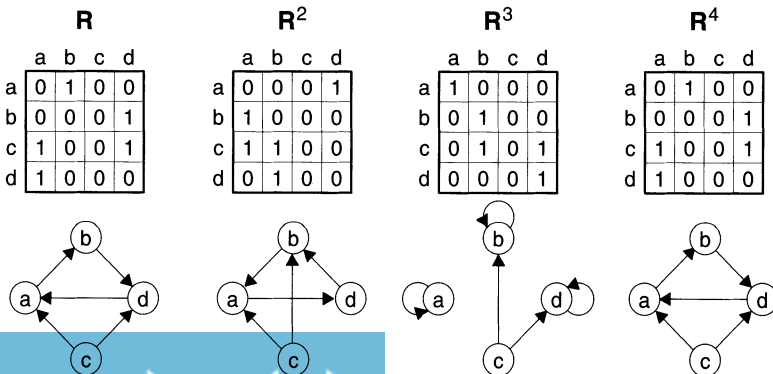 R R² R³ R⁴
a b c d a b c d a b c d a b c d
a 0 1 0 0 a 0 0 0 1 a 1 0 0 0 a 0 1 0 0
b 0 0 0 1 b 1 0 0 0 b 0 1 0 0 b 0 0 0 1
c 1 0 0 1 c 1 1 0 0 c 0 1 0 1 c 1 0 0 1
d 1 0 0 0 d 0 1 0 0 d 0 0 0 1 d 1 0 0 0
b b b b
a d a d a d a d
c c c c